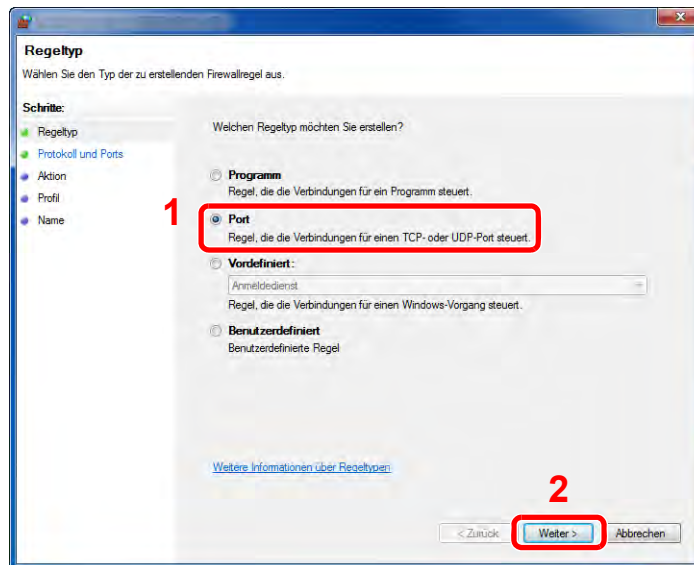 Regeltyp
Wählen Sie den Typ der zu erstellenden Firewallregel aus.
Schritte:
Regeltyp
Protokoll und Ports
Aktion
Profil
Name
Welchen Regeltyp möchten Sie erstellen?
Programm
Regel, die die Verbindungen für ein Programm steuert.
1
Port
Regel, die die Verbindungen für einen TCP- oder UDP-Port steuert.
Vordefiniert:
Anmeldedienst
Regel, die die Verbindungen für einen Windows-Vorgang steuert.
Benutzerdefiniert
Benutzerdefinierte Regel
Weitere Informationen über Regeltypen
2
< Zurück
Weiter >
Abbrechen